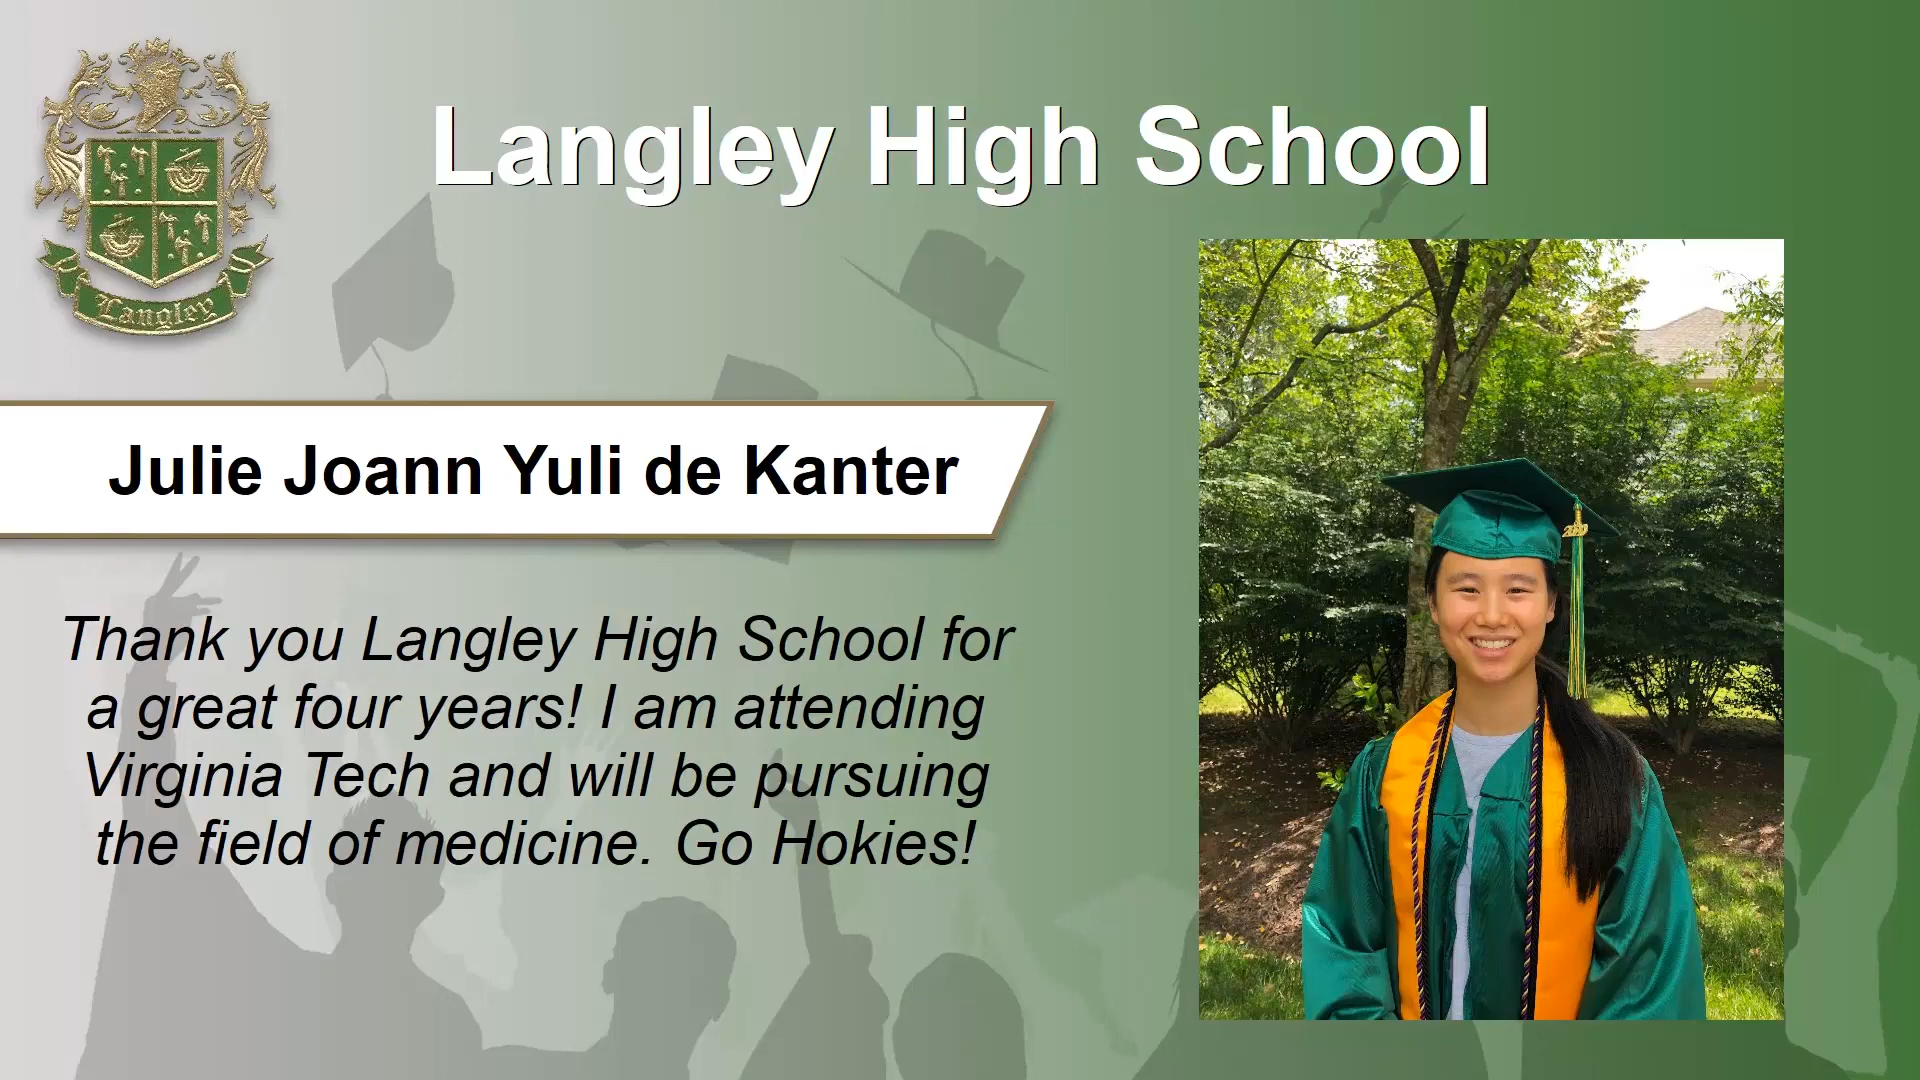 Langley High School
Langley
Julie Joann Yuli de Kanter
Thank you Langley High School for
a great four years! I am attending
Virginia Tech and will be pursuing
the field of medicine. Go Hokies!